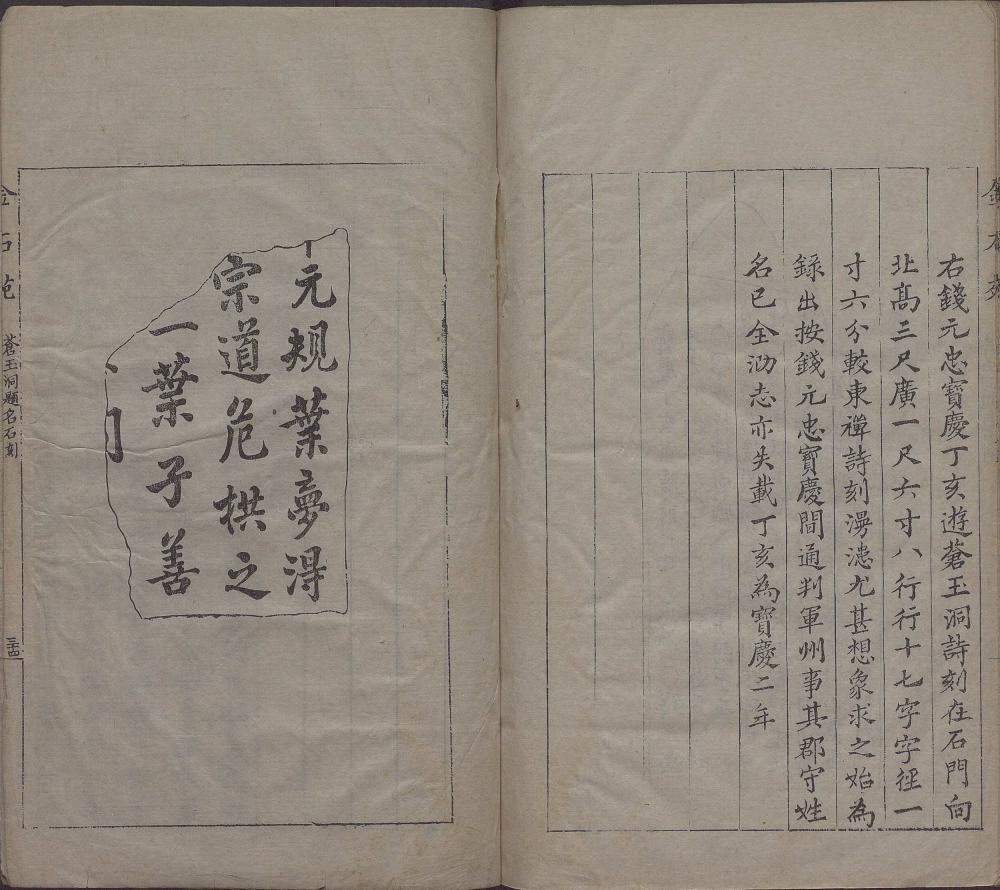 右錢元忠寶慶丁亥遊蒼玉洞詩刻在石門向
北高三尺廣一尺六寸八行行十七字字徑一
寸六分較東禪詩刻漫漶尤甚想象求之始為
錄出按錢元忠寶慶間通判軍州事其郡守姓
名已全泐志亦失載丁亥為寶慶二年
元規葉夢得
宗道危拱之
一葉子善
金石苑
蒼玉洞題名石刻
三十四